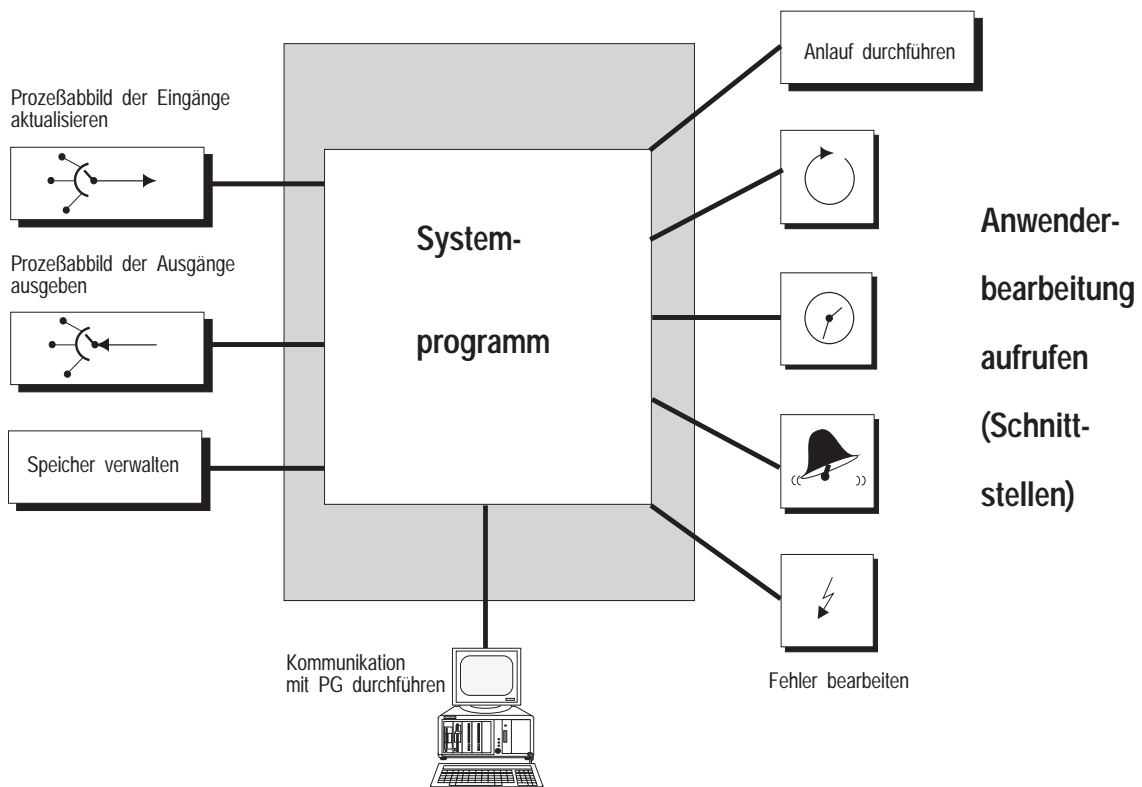 Anlauf durchführen
Prozeßabbild der Eingänge
aktualisieren
System-
programm
Prozeßabbild der Ausgänge
ausgeben
Speicher verwalten
Anwender-
bearbeitung
aufrufen
(Schnitt-
stellen)
Kommunikation
mit PG durchführen
Fehler bearbeiten